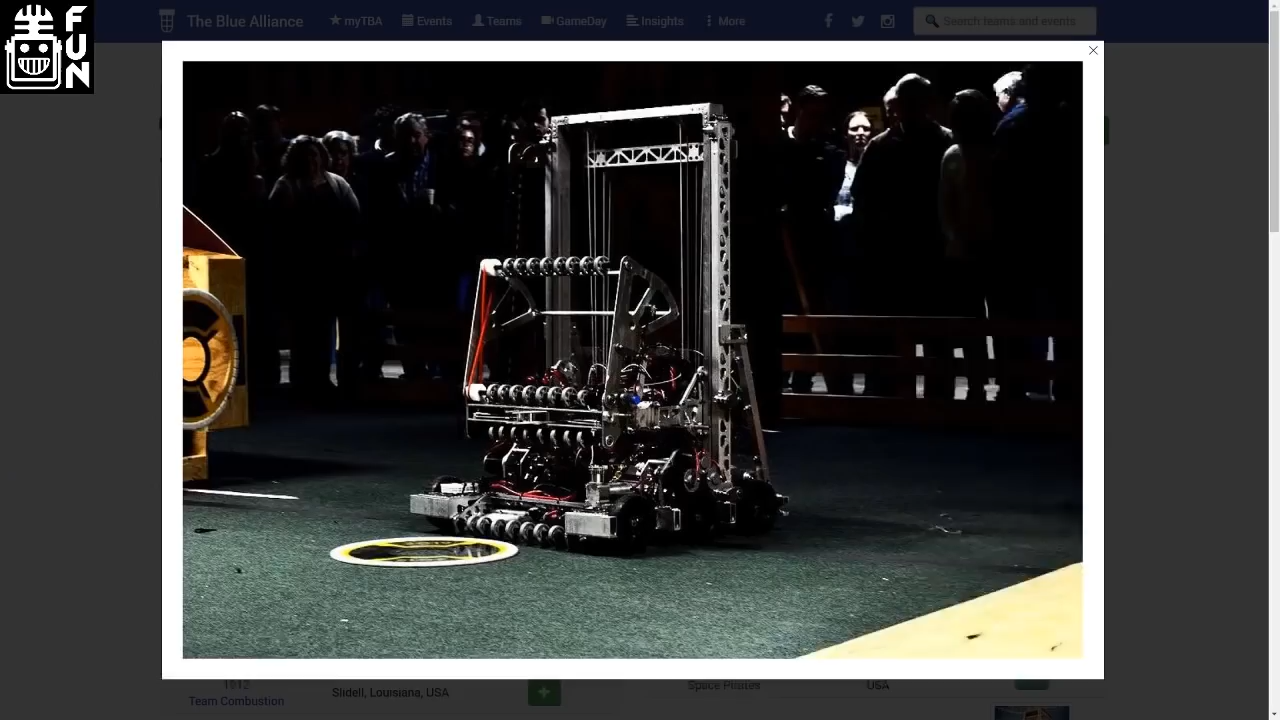 FUN
The Blue Alliance
myTBA
Events
Teams
GameDay
Insights
More
Search teams and events
1612
Team Combustion
Slidell, Louisiana, USA
Space Pirates
USA